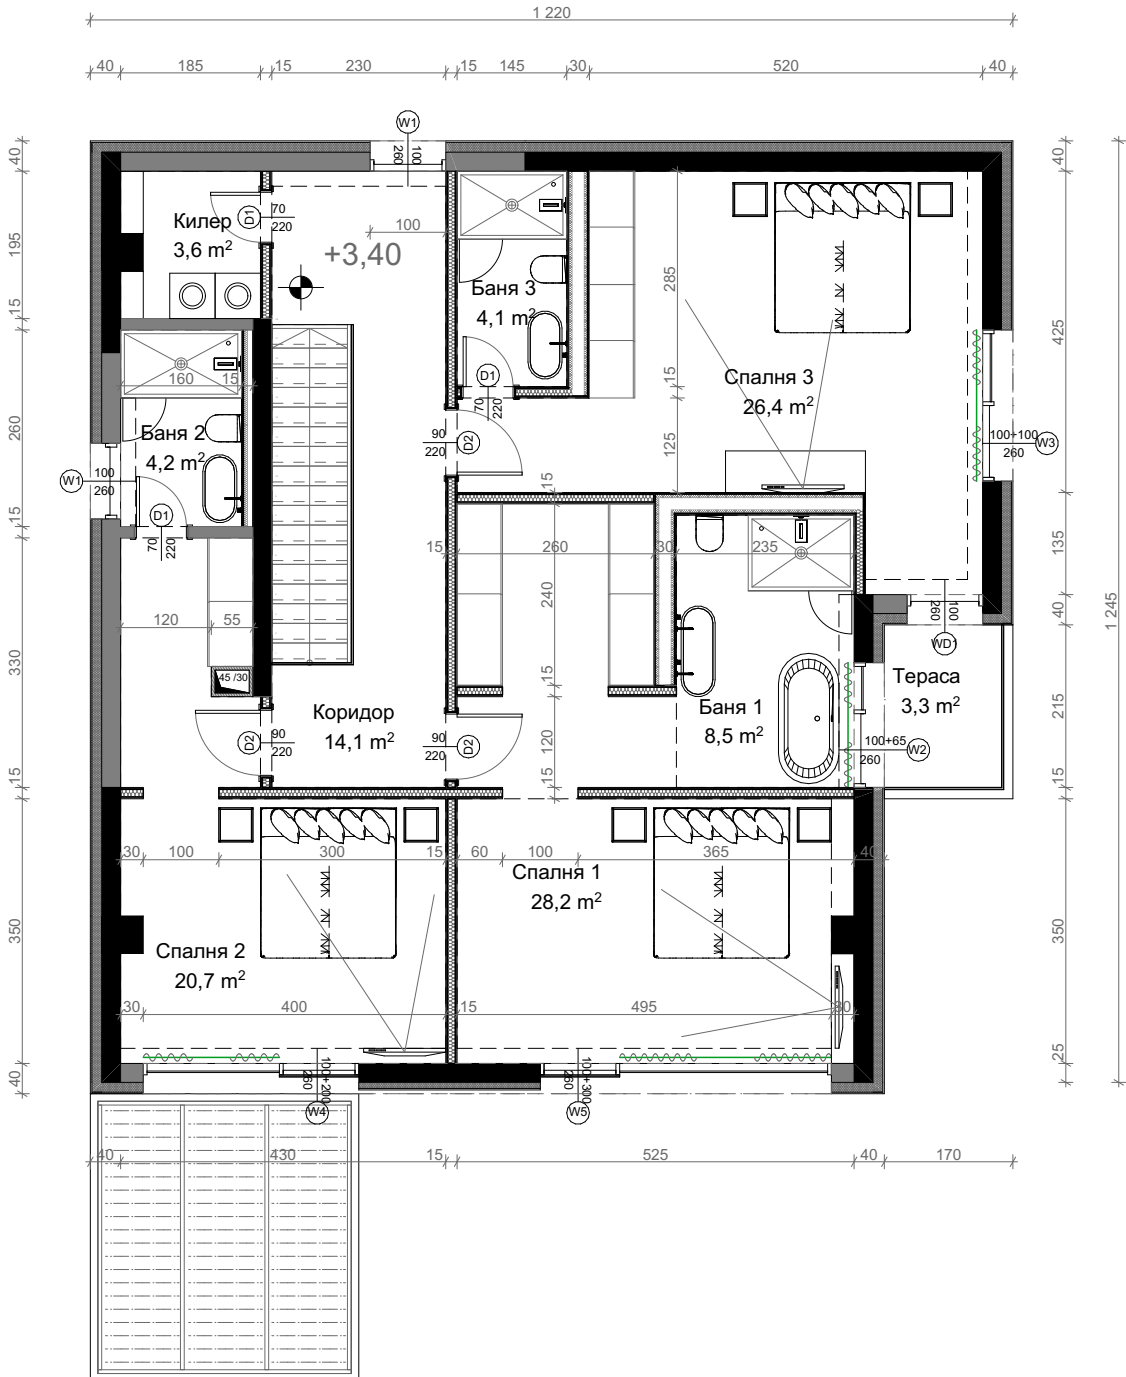 1 220
40 185 15 230 15 145 30 520 40
W1
100
260
40
40
Килер
3,6 m²
D1
70
220
100
+3,40
195
Баня 3
4,1 m²
285
15
425
15
160 15
D1
70
220
Спалня 3
26,4 m²
Баня 2
4,2 m²
260
90
220
D2
125
100+100
260
W3
W1
100
260
15
15
D1
70
220
15 260 30 235
135
120 55
240
40
100
260
WD1
1 245
330
45 /30
15
Тераса
3,3 m²
Коридор
14,1 m²
Баня 1
8,5 m²
215
D2
90
220
90
220
D2
120
100+65
260
W2
15
15
15
30 100 300 15 60 100 365 40
Спалня 1
28,2 m²
350
350
Спалня 2
20,7 m²
30 400 15 495 30
25
40
100+200
260
W4
100+300
260
W5
40 430 15 525 40 170